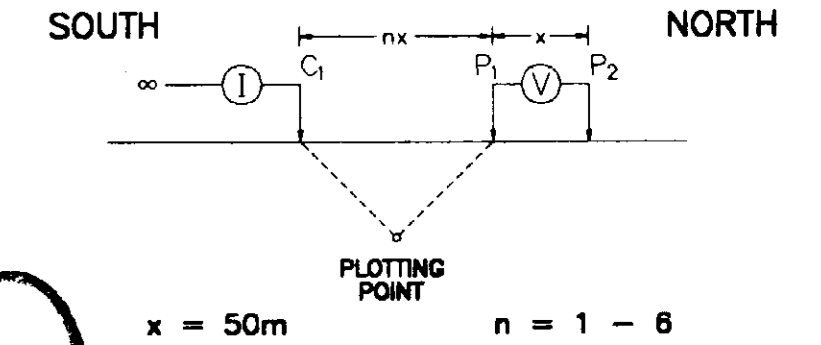 SOUTH NORTH
nx x
C₁ P₁ P₂
∞ I V
PLOTTING
POINT
x = 50m n = 1 – 6